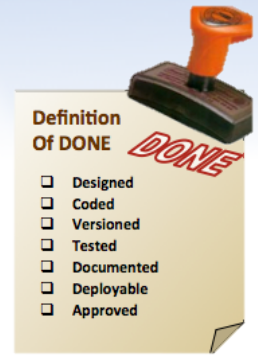 Definition
Of DONE
DONE
❑ Designed
❑ Coded
❑ Versioned
❑ Tested
❑ Documented
❑ Deployable
❑ Approved